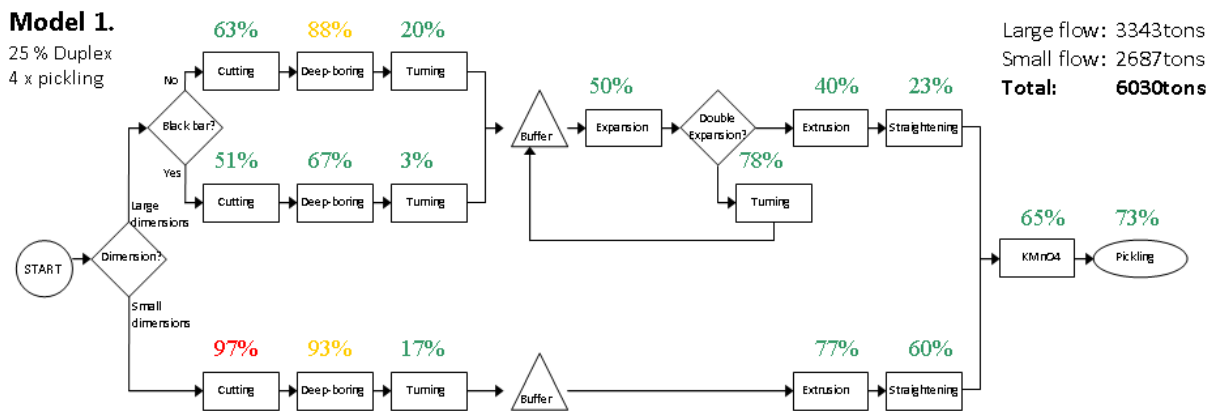 Model 1.
25 % Duplex
4 x pickling
Large flow: 3343tons
Small flow: 2687tons
Total: 6030tons
63% 88% 20%
Cutting Deep-boring Turning
No
Black bar?
Yes
51% 67% 3%
Cutting Deep-boring Turning
Buffer
50%
Expansion
Double
Expansion?
78%
Turning
40% 23%
Extrusion Straightening
Large
dimensions
START
Dimension?
Small
dimensions
65% 73%
KMnO4 Pickling
97% 93% 17%
Cutting Deep-boring Turning
Buffer
77% 60%
Extrusion Straightening